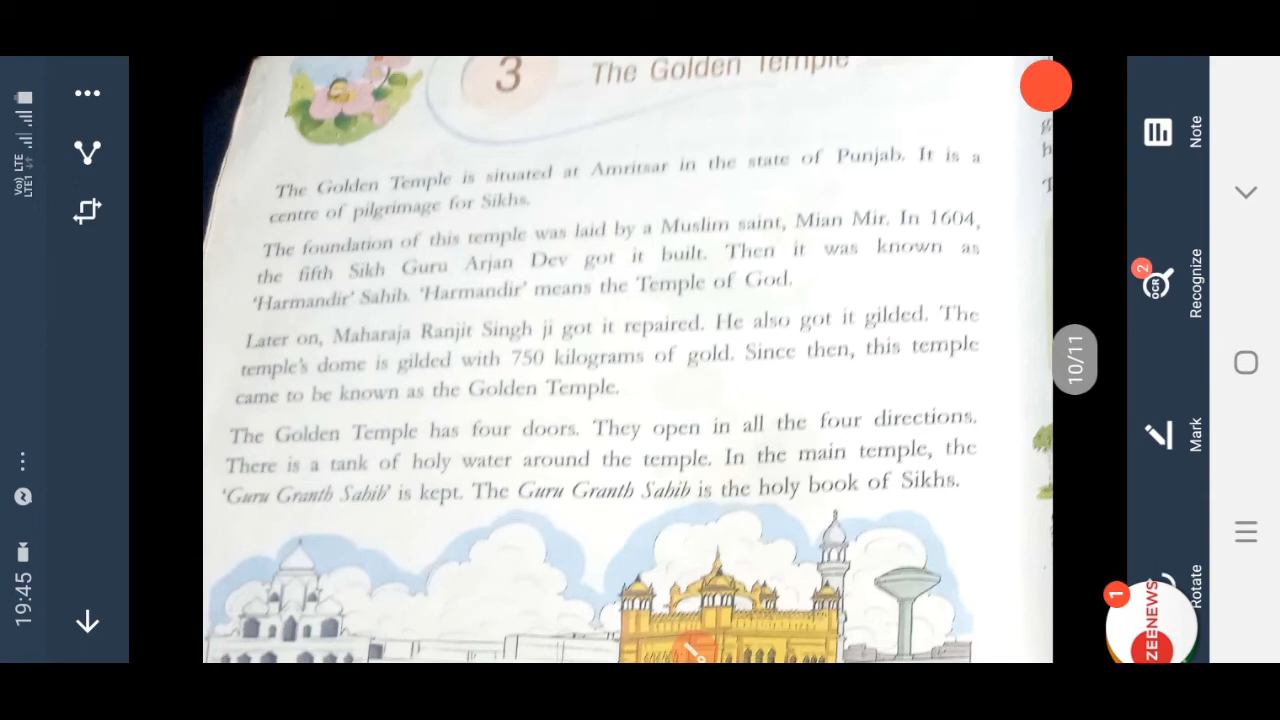 3
The Golden Temple
The Golden Temple is situated at Amritsar in the state of Punjab. It is a
centre of pilgrimage for Sikhs.
The foundation of this temple was laid by a Muslim saint, Mian Mir. In 1604,
the fifth Sikh Guru Arjan Dev got it built. Then it was known as
'Harmandir' Sahib. 'Harmandir' means the Temple of God.
Later on, Maharaja Ranjit Singh ji got it repaired. He also got it gilded. The
temple's dome is gilded with 750 kilograms of gold. Since then, this temple
came to be known as the Golden Temple.
The Golden Temple has four doors. They open in all the four directions.
There is a tank of holy water around the temple. In the main temple, the
'Guru Granth Sahib' is kept. The Guru Granth Sahib is the holy book of Sikhs.
19:45
Vo) LTE
LTE1
10/11
Note
2
OCR
Recognize
Mark
Rotate
1
ZEENEWS